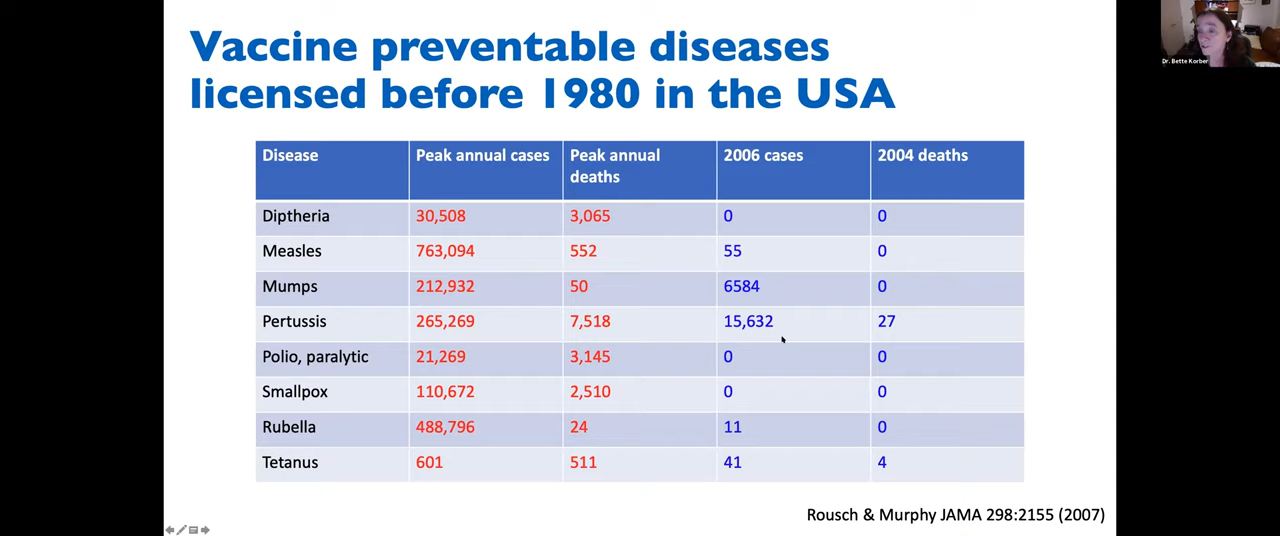 Vaccine preventable diseases
licensed before 1980 in the USA
Dr. Bette Korber
Disease Peak annual cases Peak annual deaths 2006 cases 2004 deaths
Diptheria 30,508 3,065 0 0
Measles 763,094 552 55 0
Mumps 212,932 50 6584 0
Pertussis 265,269 7,518 15,632 27
Polio, paralytic 21,269 3,145 0 0
Smallpox 110,672 2,510 0 0
Rubella 488,796 24 11 0
Tetanus 601 511 41 4
Rousch & Murphy JAMA 298:2155 (2007)